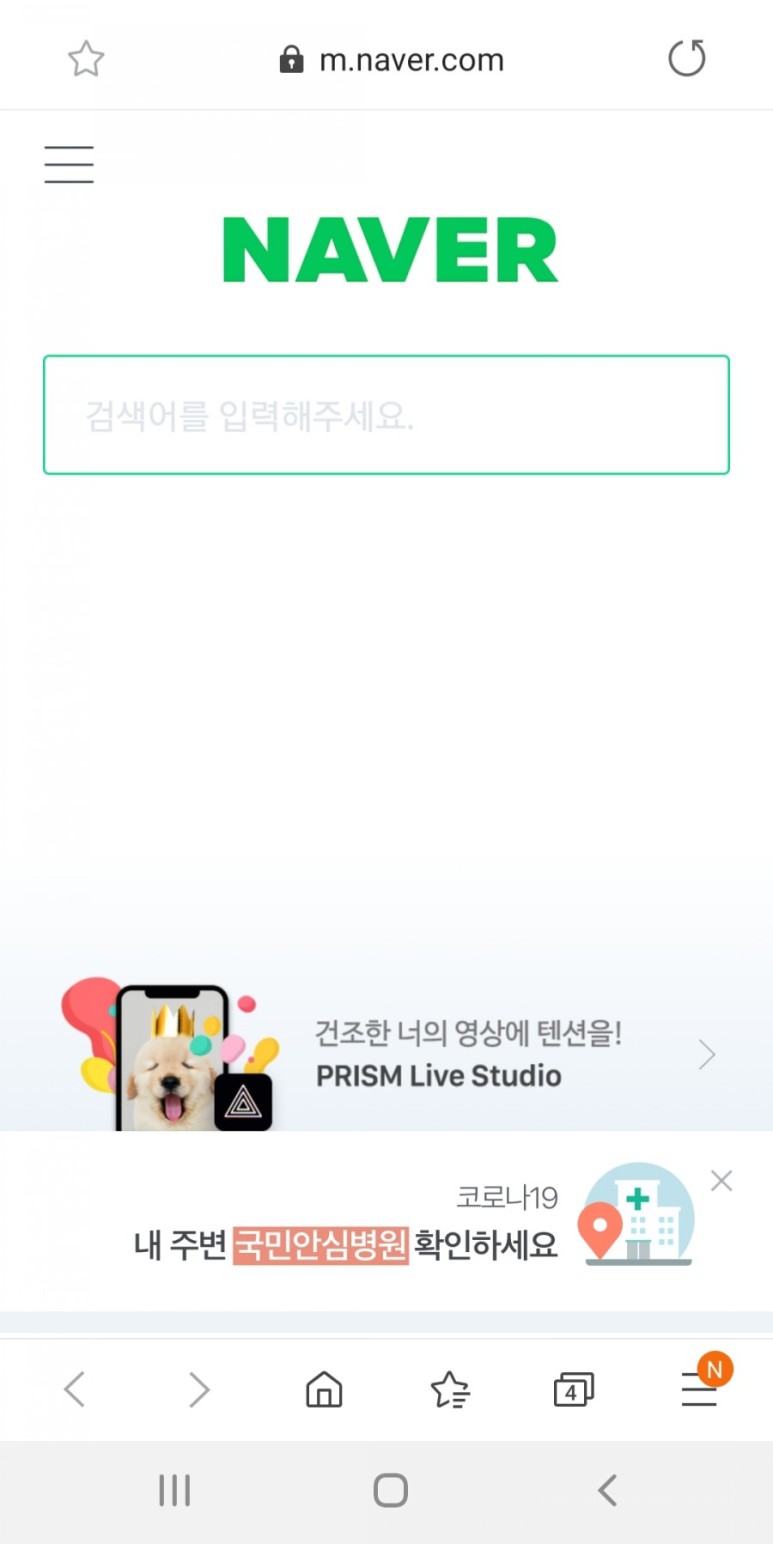 m.naver.com
NAVER
검색어를 입력해주세요.
건조한 너의 영상에 텐션을!
PRISM Live Studio
코로나19
내 주변 국민안심병원 확인하세요
4
N